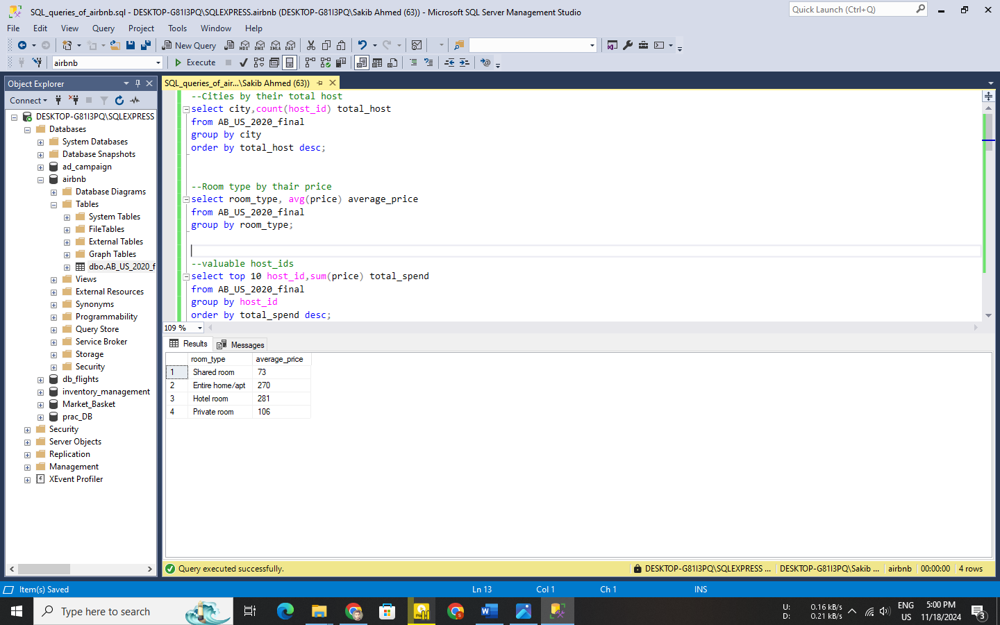 SQL_queries_of_airbnb.sql - DESKTOP-G81I3PQ\SQLEXPRESS.airbnb (DESKTOP-G81I3PQ\Sakib Ahmed (63)) - Microsoft SQL Server Management Studio
Quick Launch (Ctrl+Q)
File Edit View Query Project Tools Window Help
New Query
MDX DMX XMLA DAX
airbnb
Execute
Object Explorer
Connect
DESKTOP-G81I3PQ\SQLEXPRESS
Databases
System Databases
Database Snapshots
ad_campaign
airbnb
Database Diagrams
Tables
System Tables
FileTables
External Tables
Graph Tables
dbo.AB_US_2020_f
Views
External Resources
Synonyms
Programmability
Query Store
Service Broker
Storage
Security
db_flights
inventory_management
Market_Basket
prac_DB
Security
Server Objects
Replication
Management
XEvent Profiler
SQL_queries_of_air...\Sakib Ahmed (63))
--Cities by their total host
select city,count(host_id) total_host
from AB_US_2020_final
group by city
order by total_host desc;
--Room type by thair price
select room_type, avg(price) average_price
from AB_US_2020_final
group by room_type;
--valuable host_ids
select top 10 host_id,sum(price) total_spend
from AB_US_2020_final
group by host_id
order by total_spend desc;
109 %
Results Messages
room_type average_price
1 Shared room 73
2 Entire home/apt 270
3 Hotel room 281
4 Private room 106
Query executed successfully.
DESKTOP-G81I3PQ\SQLEXPRESS ... DESKTOP-G81I3PQ\Sakib ... airbnb 00:00:00 4 rows
Item(s) Saved
Ln 13 Col 1 Ch 1 INS
Type here to search
U: 0.16 kB/s
D: 0.21 kB/s
ENG
US
5:00 PM
11/18/2024
3